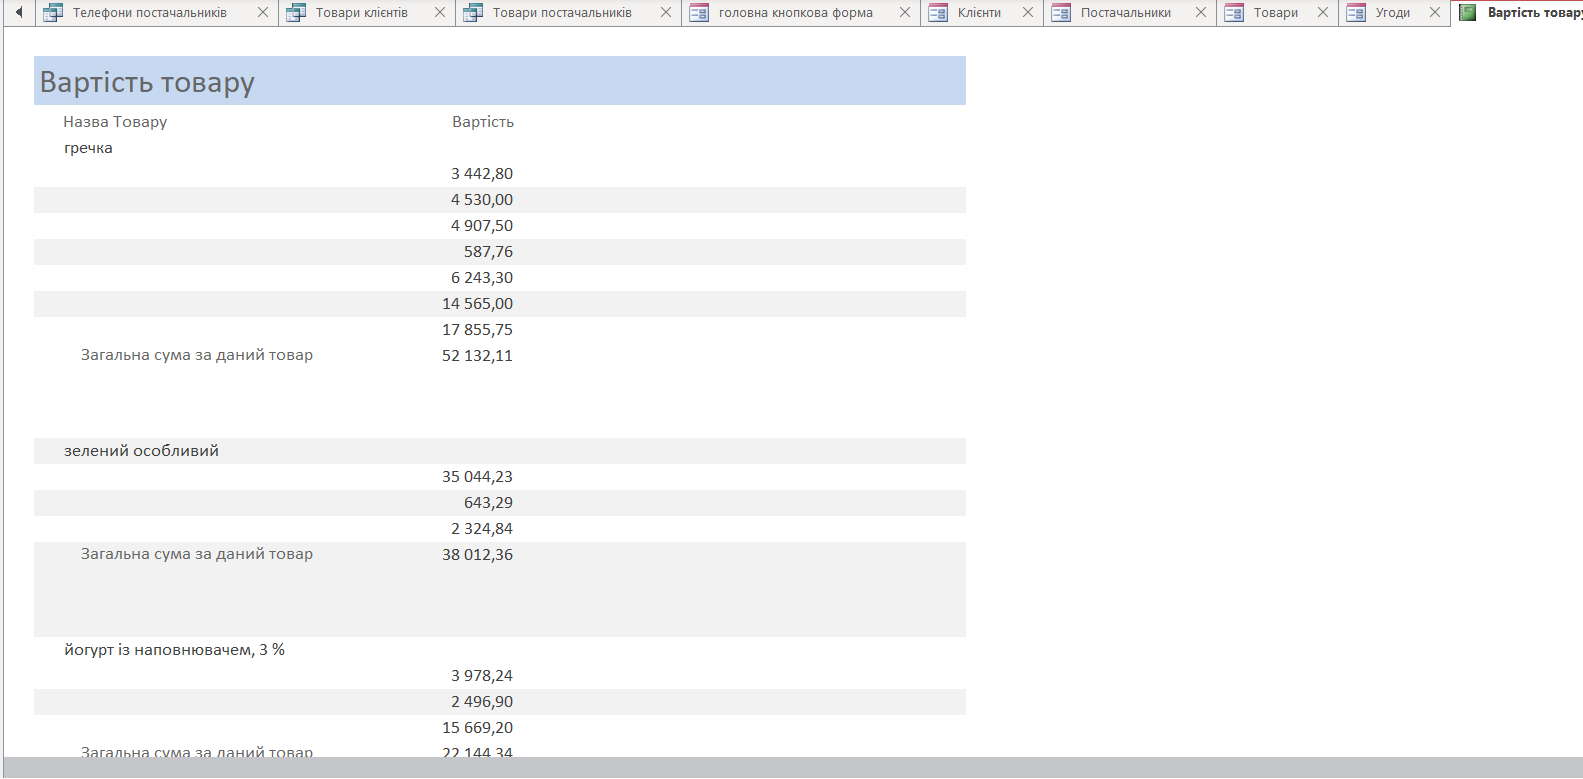 Телефони постачальників Товари клієнтів Товари постачальників головна кнопкова форма Клієнти Постачальники Товари Угоди Вартість товару
Вартість товару
Назва Товару Вартість
гречка
3 442,80
4 530,00
4 907,50
587,76
6 243,30
14 565,00
17 855,75
Загальна сума за даний товар 52 132,11
зелений особливий
35 044,23
643,29
2 324,84
Загальна сума за даний товар 38 012,36
йогурт із наповнювачем, 3 %
3 978,24
2 496,90
15 669,20
Загальна сума за даний товар 22 144,34